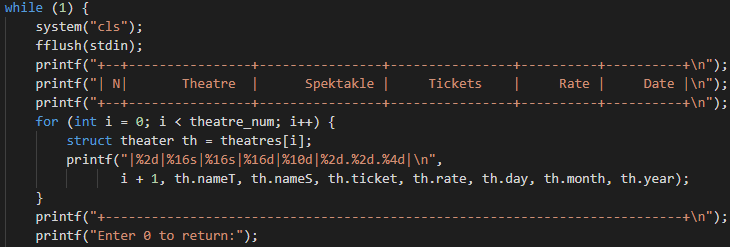 while (1) {
system("cls");
fflush(stdin);
printf("+--+----------------+----------------+----------------+----------+----------+\n");
printf("| N|       Theatre  |      Spektakle |     Tickets    |     Rate |     Date |\n");
printf("+--+----------------+----------------+----------------+----------+----------+\n");
for (int i = 0; i < theatre_num; i++) {
struct theater th = theatres[i];
printf("|%2d|%16s|%16s|%16d|%10d|%2d.%2d.%4d|\n",
i + 1, th.nameT, th.nameS, th.ticket, th.rate, th.day, th.month, th.year);
}
printf("+---------------------------------------------------------------------------+\n");
printf("Enter 0 to return:");